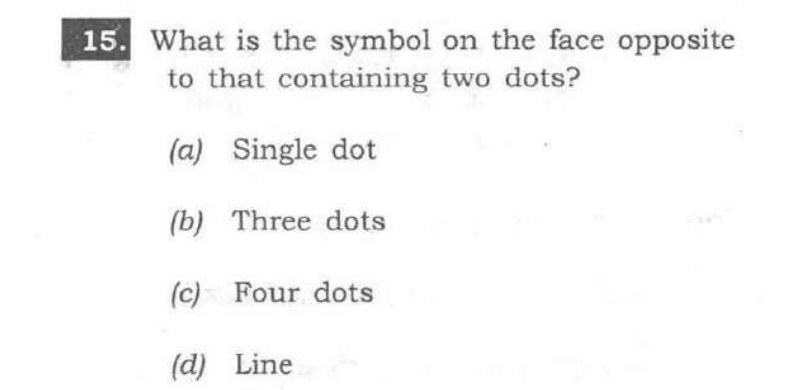 15. What is the symbol on the face opposite
to that containing two dots?
(a) Single dot
(b) Three dots
(c) Four dots
(d) Line